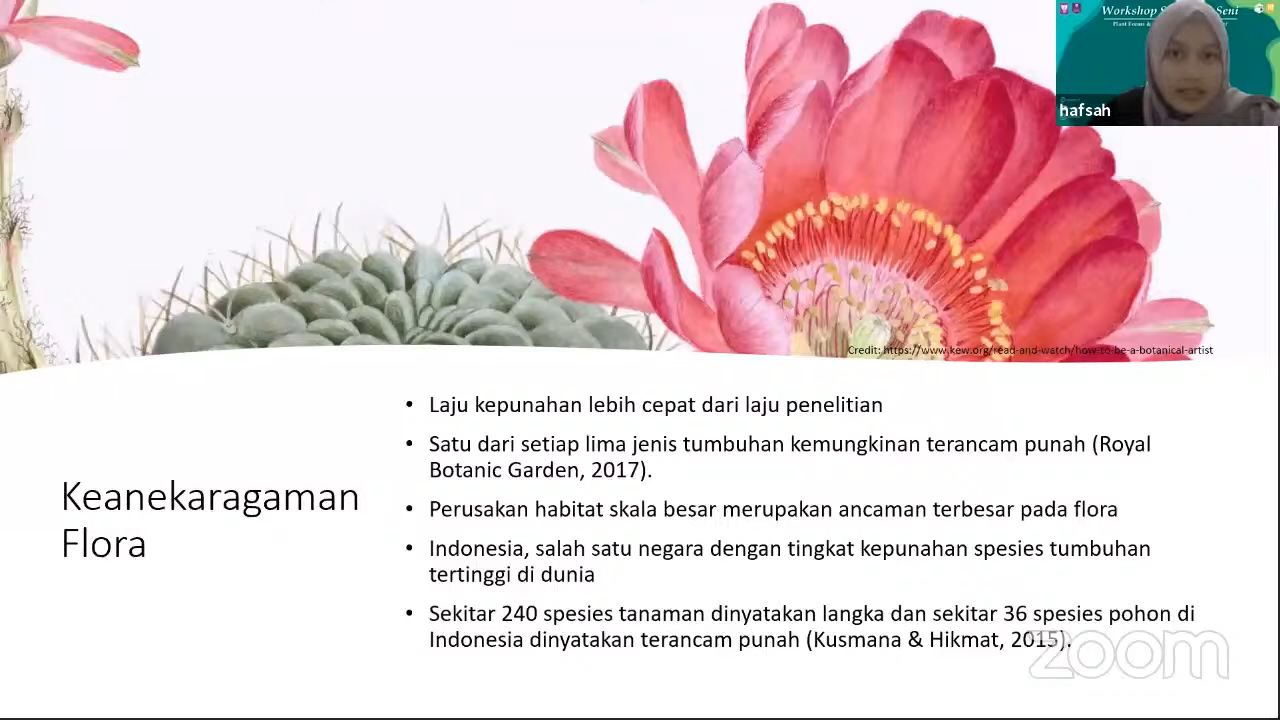 Workshop
Seni
hafsah
Credit: https://www.kew.org/read-and-watch/how-to-be-a-botanical-artist
Keanekaragaman
Flora
• Laju kepunahan lebih cepat dari laju penelitian
• Satu dari setiap lima jenis tumbuhan kemungkinan terancam punah (Royal
Botanic Garden, 2017).
• Perusakan habitat skala besar merupakan ancaman terbesar pada flora
• Indonesia, salah satu negara dengan tingkat kepunahan spesies tumbuhan
tertinggi di dunia
• Sekitar 240 spesies tanaman dinyatakan langka dan sekitar 36 spesies pohon di
Indonesia dinyatakan terancam punah (Kusmana & Hikmat, 2015).
zoom